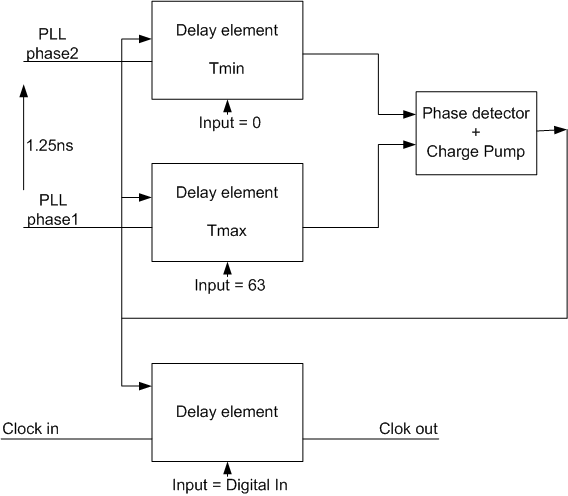 PLL
phase2
Delay element
Tmin
Input = 0
1.25ns
Phase detector
+
Charge Pump
PLL
phase1
Delay element
Tmax
Input = 63
Clock in
Delay element
Clok out
Input = Digital In